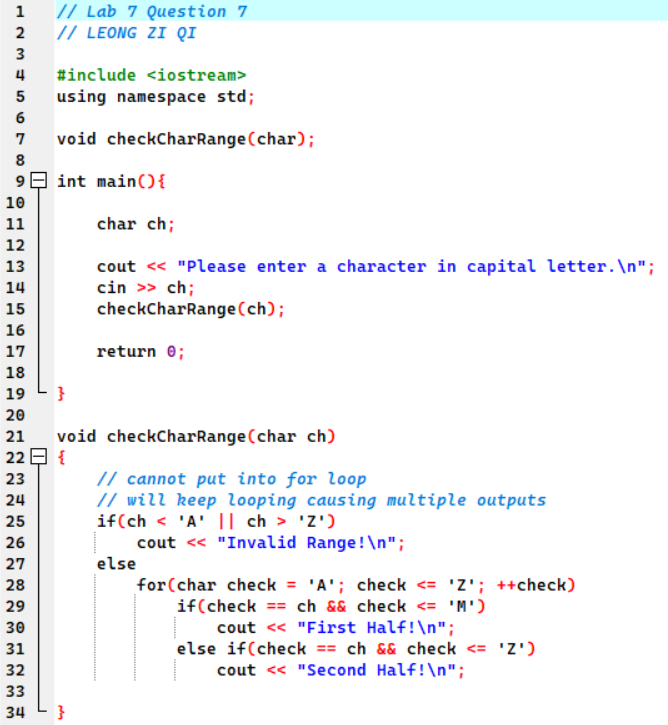 1 // Lab 7 Question 7
2 // LEONG ZI QI
3
4 #include <iostream>
5 using namespace std;
6
7 void checkCharRange(char);
8
9 int main(){
10
11     char ch;
12
13     cout << "Please enter a character in capital letter.\n";
14     cin >> ch;
15     checkCharRange(ch);
16
17     return 0;
18
19 }
20
21 void checkCharRange(char ch)
22 {
23     // cannot put into for loop
24     // will keep looping causing multiple outputs
25     if(ch < 'A' || ch > 'Z')
26         cout << "Invalid Range!\n";
27     else
28         for(char check = 'A'; check <= 'Z'; ++check)
29             if(check == ch && check <= 'M')
30                 cout << "First Half!\n";
31             else if(check == ch && check <= 'Z')
32                 cout << "Second Half!\n";
33
34 }